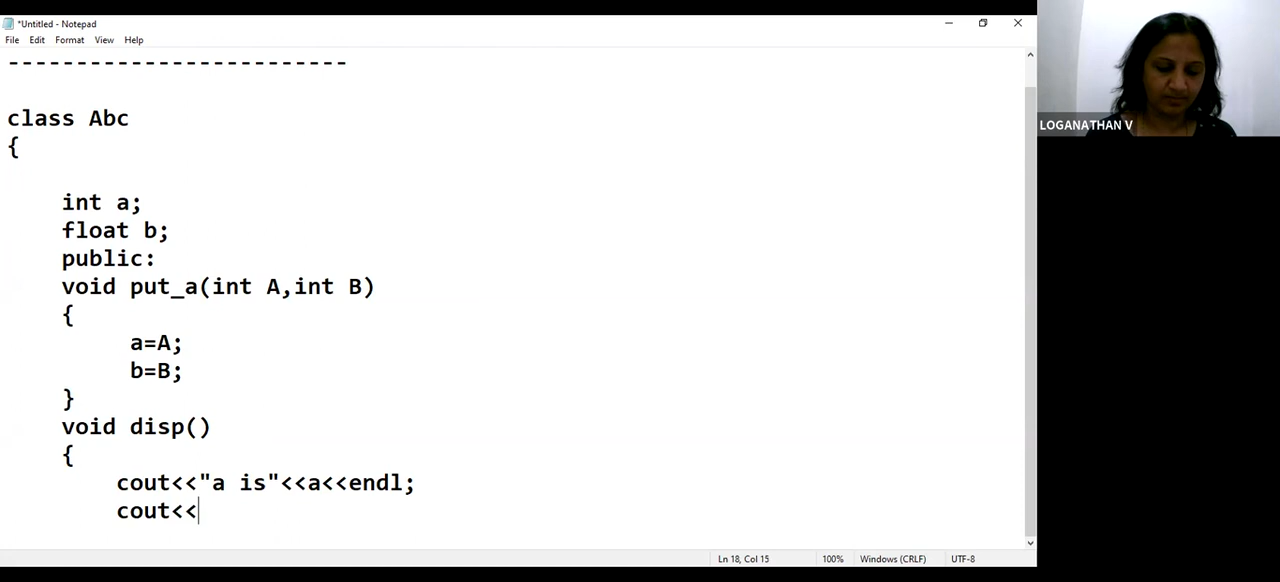 *Untitled - Notepad
File Edit Format View Help
-------------------------
class Abc
{
int a;
float b;
public:
void put_a(int A,int B)
{
a=A;
b=B;
}
void disp()
{
cout<<"a is"<<a<<endl;
cout<<
Ln 18, Col 15 100% Windows (CRLF) UTF-8
LOGANATHAN V